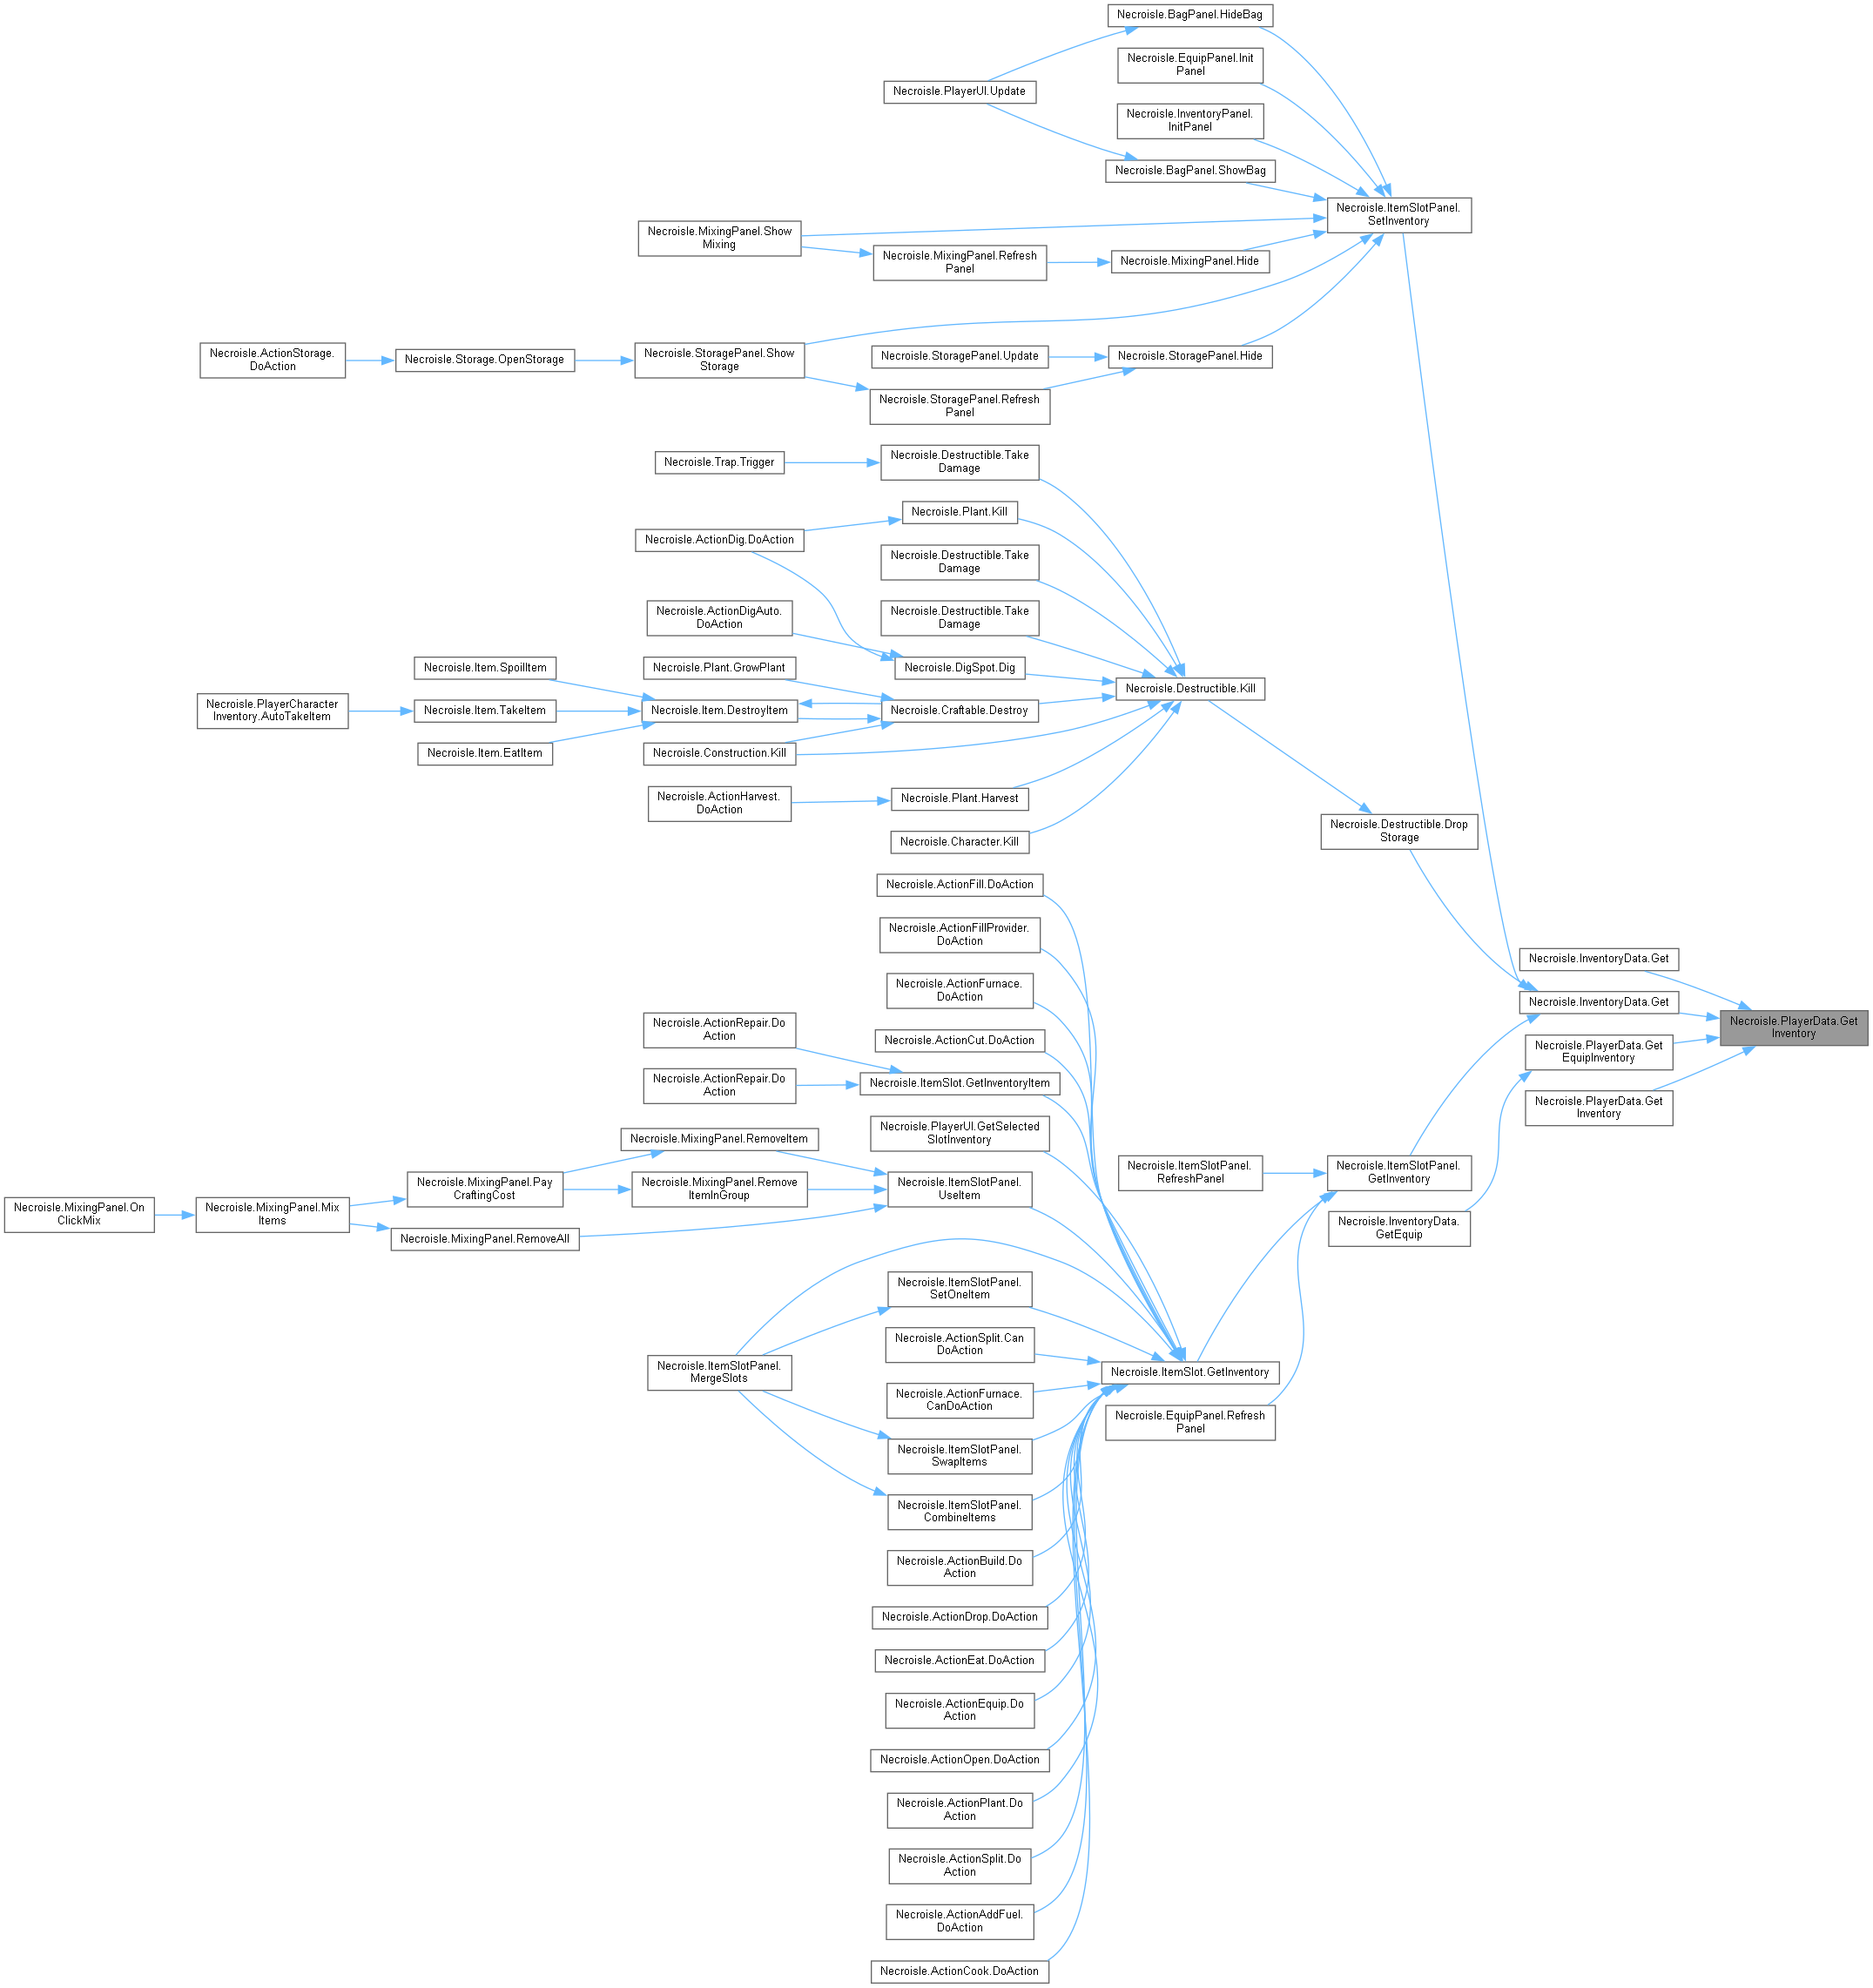 Necroisle.BagPanel.HideBag
Necroisle.EquipPanel.Init
Panel
Necroisle.PlayerUI.Update
Necroisle.InventoryPanel.
InitPanel
Necroisle.BagPanel.ShowBag
Necroisle.ItemSlotPanel.
SetInventory
Necroisle.MixingPanel.Show
Mixing
Necroisle.MixingPanel.Refresh
Panel
Necroisle.MixingPanel.Hide
Necroisle.ActionStorage.
DoAction
Necroisle.Storage.OpenStorage
Necroisle.StoragePanel.Show
Storage
Necroisle.StoragePanel.Update
Necroisle.StoragePanel.Hide
Necroisle.StoragePanel.Refresh
Panel
Necroisle.Trap.Trigger
Necroisle.Destructible.Take
Damage
Necroisle.Plant.Kill
Necroisle.ActionDig.DoAction
Necroisle.Destructible.Take
Damage
Necroisle.ActionDigAuto.
DoAction
Necroisle.Destructible.Take
Damage
Necroisle.Item.SpoilItem
Necroisle.Plant.GrowPlant
Necroisle.DigSpot.Dig
Necroisle.Destructible.Kill
Necroisle.PlayerCharacter
Inventory.AutoTakeItem
Necroisle.Item.TakeItem
Necroisle.Item.DestroyItem
Necroisle.Craftable.Destroy
Necroisle.Item.EatItem
Necroisle.Construction.Kill
Necroisle.ActionHarvest.
DoAction
Necroisle.Plant.Harvest
Necroisle.Character.Kill
Necroisle.Destructible.Drop
Storage
Necroisle.ActionFill.DoAction
Necroisle.ActionFillProvider.
DoAction
Necroisle.InventoryData.Get
Necroisle.ActionFurnace.
DoAction
Necroisle.InventoryData.Get
Necroisle.PlayerData.Get
Inventory
Necroisle.ActionRepair.Do
Action
Necroisle.ActionCut.DoAction
Necroisle.PlayerData.Get
EquipInventory
Necroisle.ActionRepair.Do
Action
Necroisle.ItemSlot.GetInventoryItem
Necroisle.PlayerData.Get
Inventory
Necroisle.PlayerUI.GetSelected
SlotInventory
Necroisle.MixingPanel.RemoveItem
Necroisle.ItemSlotPanel.
RefreshPanel
Necroisle.ItemSlotPanel.
GetInventory
Necroisle.MixingPanel.Pay
CraftingCost
Necroisle.MixingPanel.Remove
ItemInGroup
Necroisle.ItemSlotPanel.
UseItem
Necroisle.MixingPanel.On
ClickMix
Necroisle.MixingPanel.Mix
Items
Necroisle.MixingPanel.RemoveAll
Necroisle.InventoryData.
GetEquip
Necroisle.ItemSlotPanel.
SetOneItem
Necroisle.ActionSplit.Can
DoAction
Necroisle.ItemSlotPanel.
MergeSlots
Necroisle.ItemSlot.GetInventory
Necroisle.ActionFurnace.
CanDoAction
Necroisle.EquipPanel.Refresh
Panel
Necroisle.ItemSlotPanel.
SwapItems
Necroisle.ItemSlotPanel.
CombineItems
Necroisle.ActionBuild.Do
Action
Necroisle.ActionDrop.DoAction
Necroisle.ActionEat.DoAction
Necroisle.ActionEquip.Do
Action
Necroisle.ActionOpen.DoAction
Necroisle.ActionPlant.Do
Action
Necroisle.ActionSplit.Do
Action
Necroisle.ActionAddFuel.
DoAction
Necroisle.ActionCook.DoAction